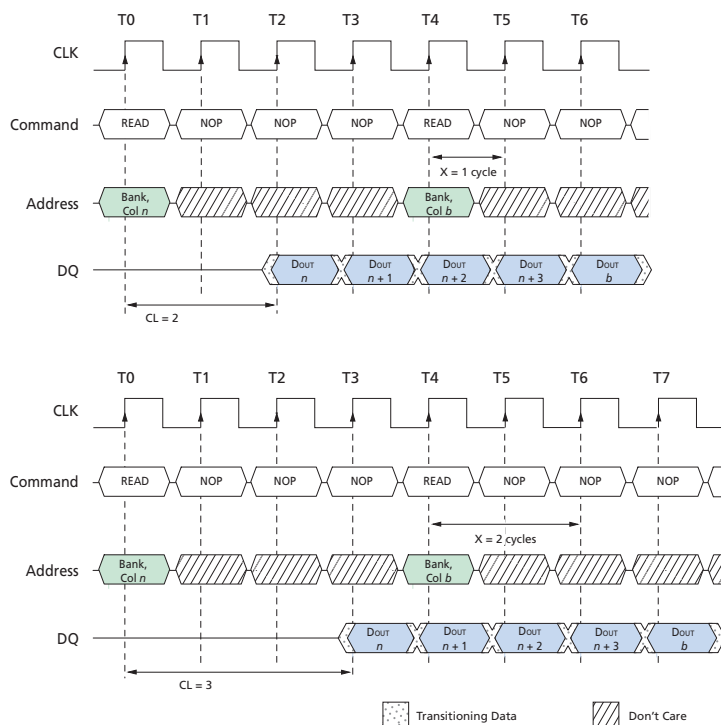 T0 T1 T2 T3 T4 T5 T6
CLK
Command READ NOP NOP NOP READ NOP NOP
X = 1 cycle
Address Bank, Col n Bank, Col b
DQ DOUT n DOUT n + 1 DOUT n + 2 DOUT n + 3 DOUT b
CL = 2
T0 T1 T2 T3 T4 T5 T6 T7
CLK
Command READ NOP NOP NOP READ NOP NOP NOP
X = 2 cycles
Address Bank, Col n Bank, Col b
DQ DOUT n DOUT n + 1 DOUT n + 2 DOUT n + 3 DOUT b
CL = 3
Transitioning Data Don't Care